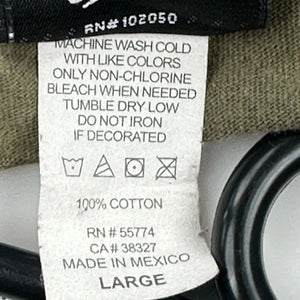 RN# 102050
MACHINE WASH COLD
WITH LIKE COLORS
ONLY NON-CHLORINE
BLEACH WHEN NEEDED
TUMBLE DRY LOW
DO NOT IRON
IF DECORATED
100% COTTON
RN # 55774
CA # 38327
MADE IN MEXICO
LARGE